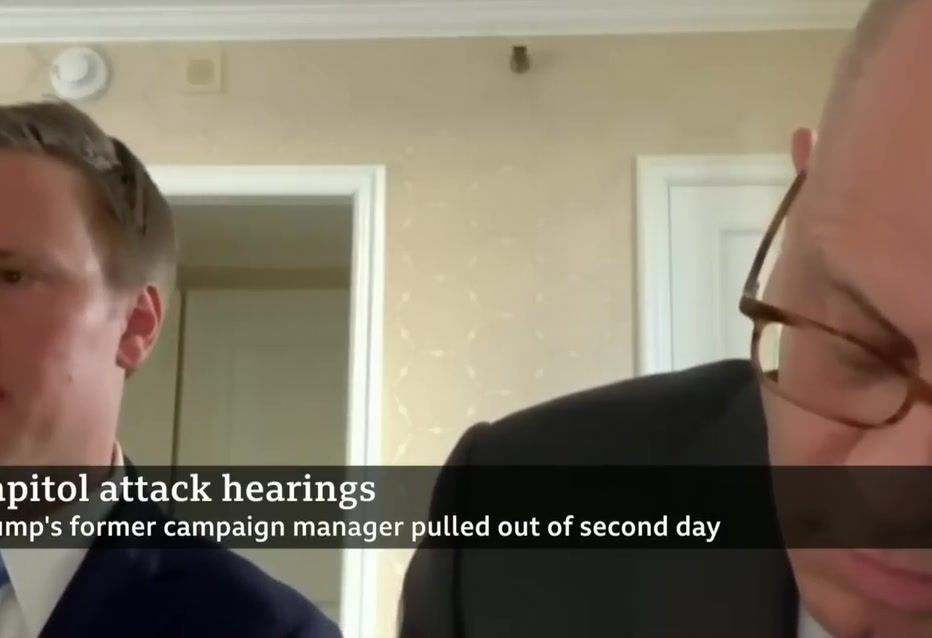 apitol attack hearings
ump's former campaign manager pulled out of second day